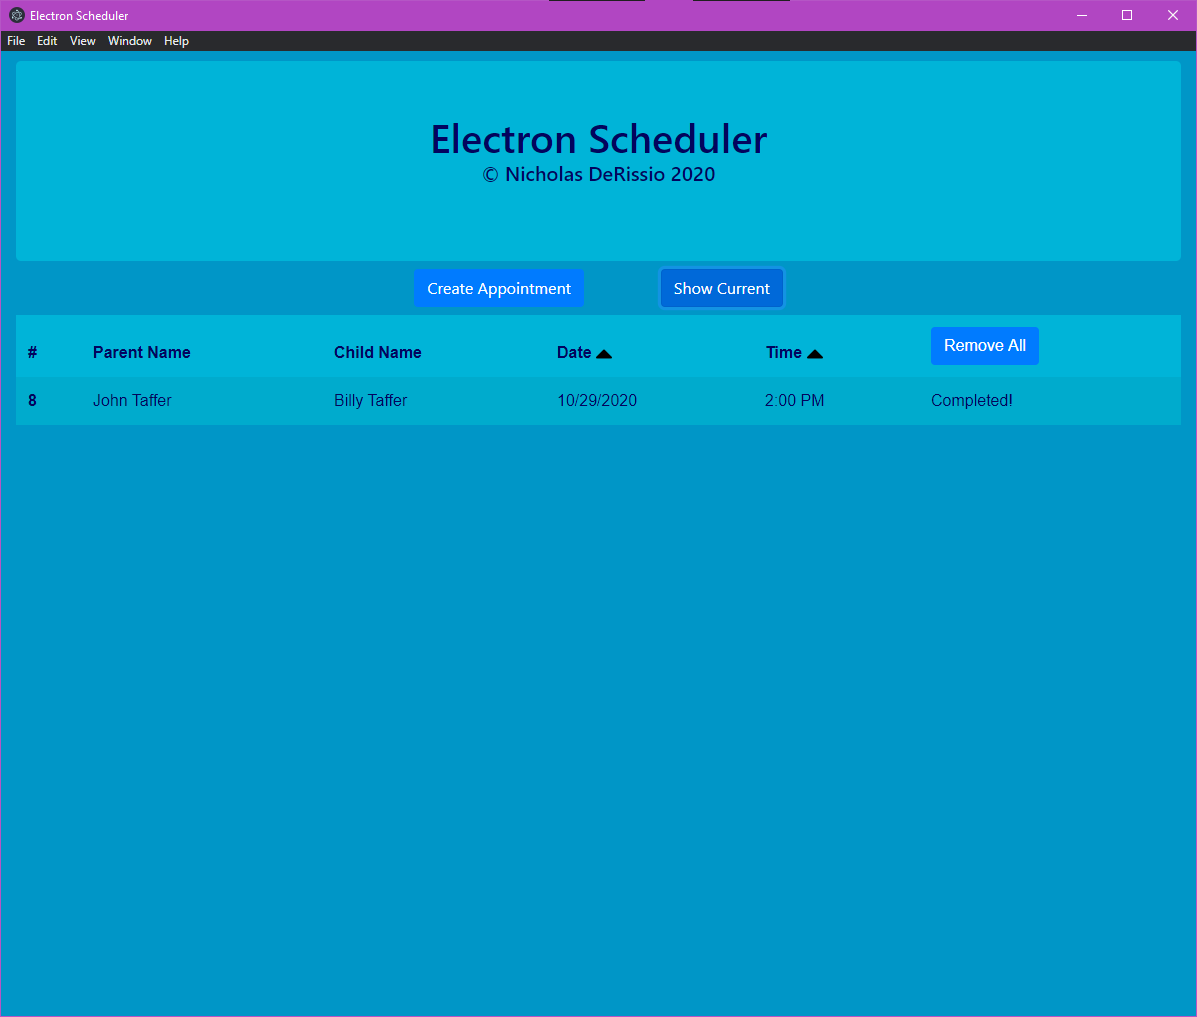 Electron Scheduler
File Edit View Window Help
Electron Scheduler
© Nicholas DeRissio 2020
Create Appointment Show Current
# Parent Name Child Name Date Time Remove All
8 John Taffer Billy Taffer 10/29/2020 2:00 PM Completed!